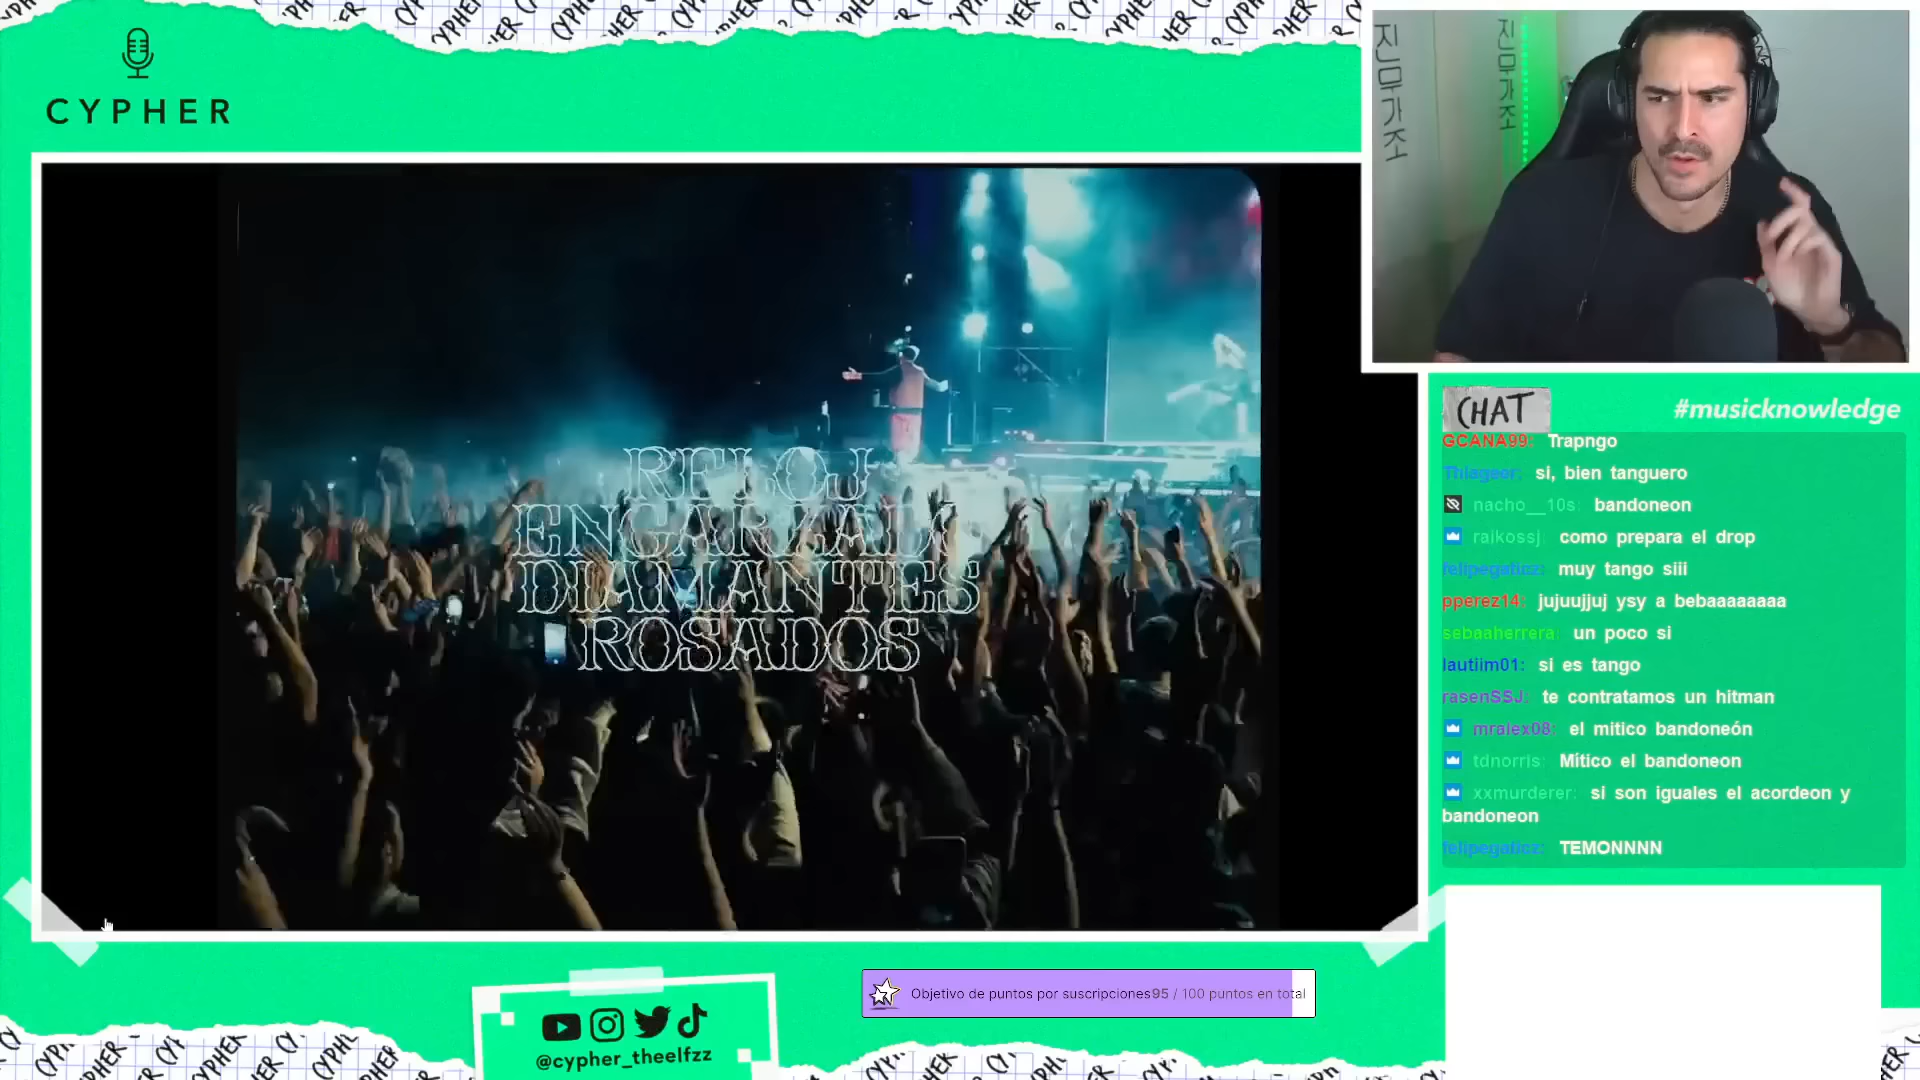 CYPHER
RELOJ
ENGARZADO
DIAMANTES
ROSADOS
CHAT
#musicknowledge
GCANA99: Trapngo
Thiageor: si, bien tanguero
nacho__10s: bandoneon
raikossj: como prepara el drop
felipegaticz: muy tango siii
pperez14: jujuujjuj ysy a bebaaaaaaaa
sebaaherrera: un poco si
lautiim01: si es tango
rasenSSJ: te contratamos un hitman
mralex08: el mitico bandoneón
tdnorris: Mítico el bandoneon
xxmurderer: si son iguales el acordeon y
bandoneon
felipegaticz: TEMONNNN
Objetivo de puntos por suscripciones95 / 100 puntos en total
@cypher_theelfzz